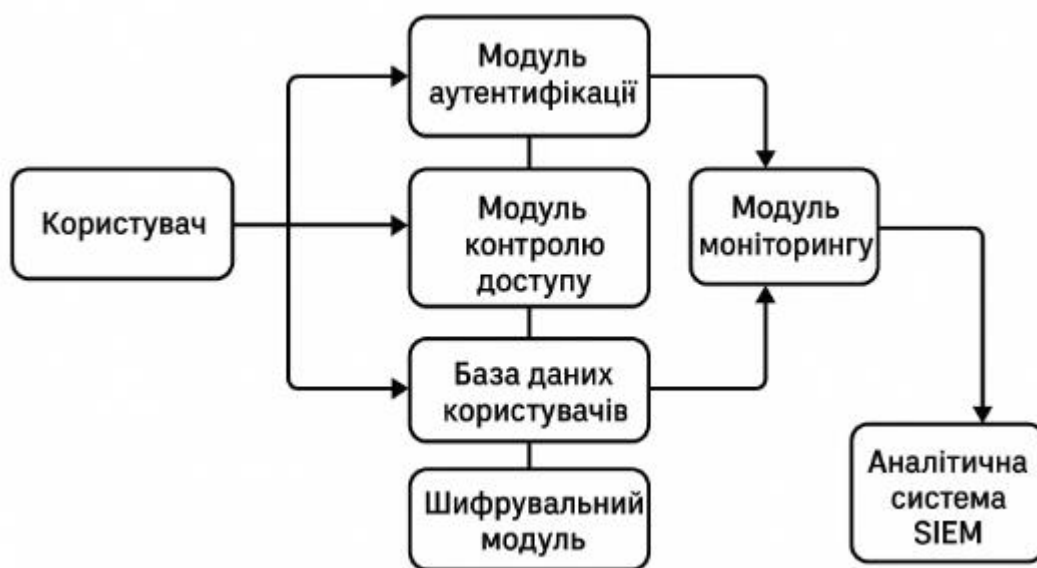 Модуль
аутентифікації
Користувач
Модуль
контролю
доступу
Модуль
моніторингу
База даних
користувачів
Шифрувальний
модуль
Аналітична
система
SIEM